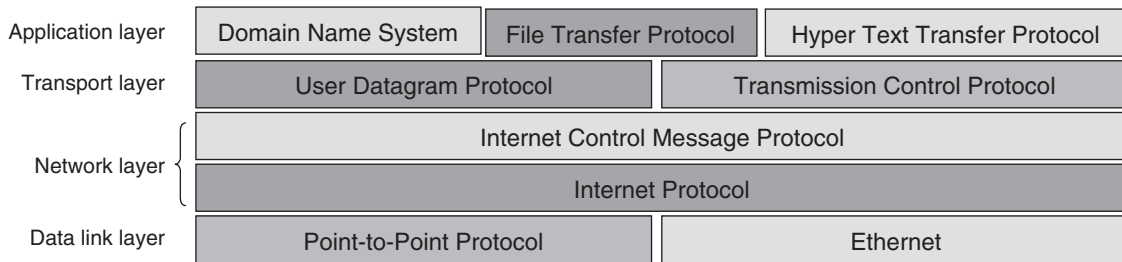 Application layer
Domain Name System
File Transfer Protocol
Hyper Text Transfer Protocol
Transport layer
User Datagram Protocol
Transmission Control Protocol
Network layer
Internet Control Message Protocol
Internet Protocol
Data link layer
Point-to-Point Protocol
Ethernet